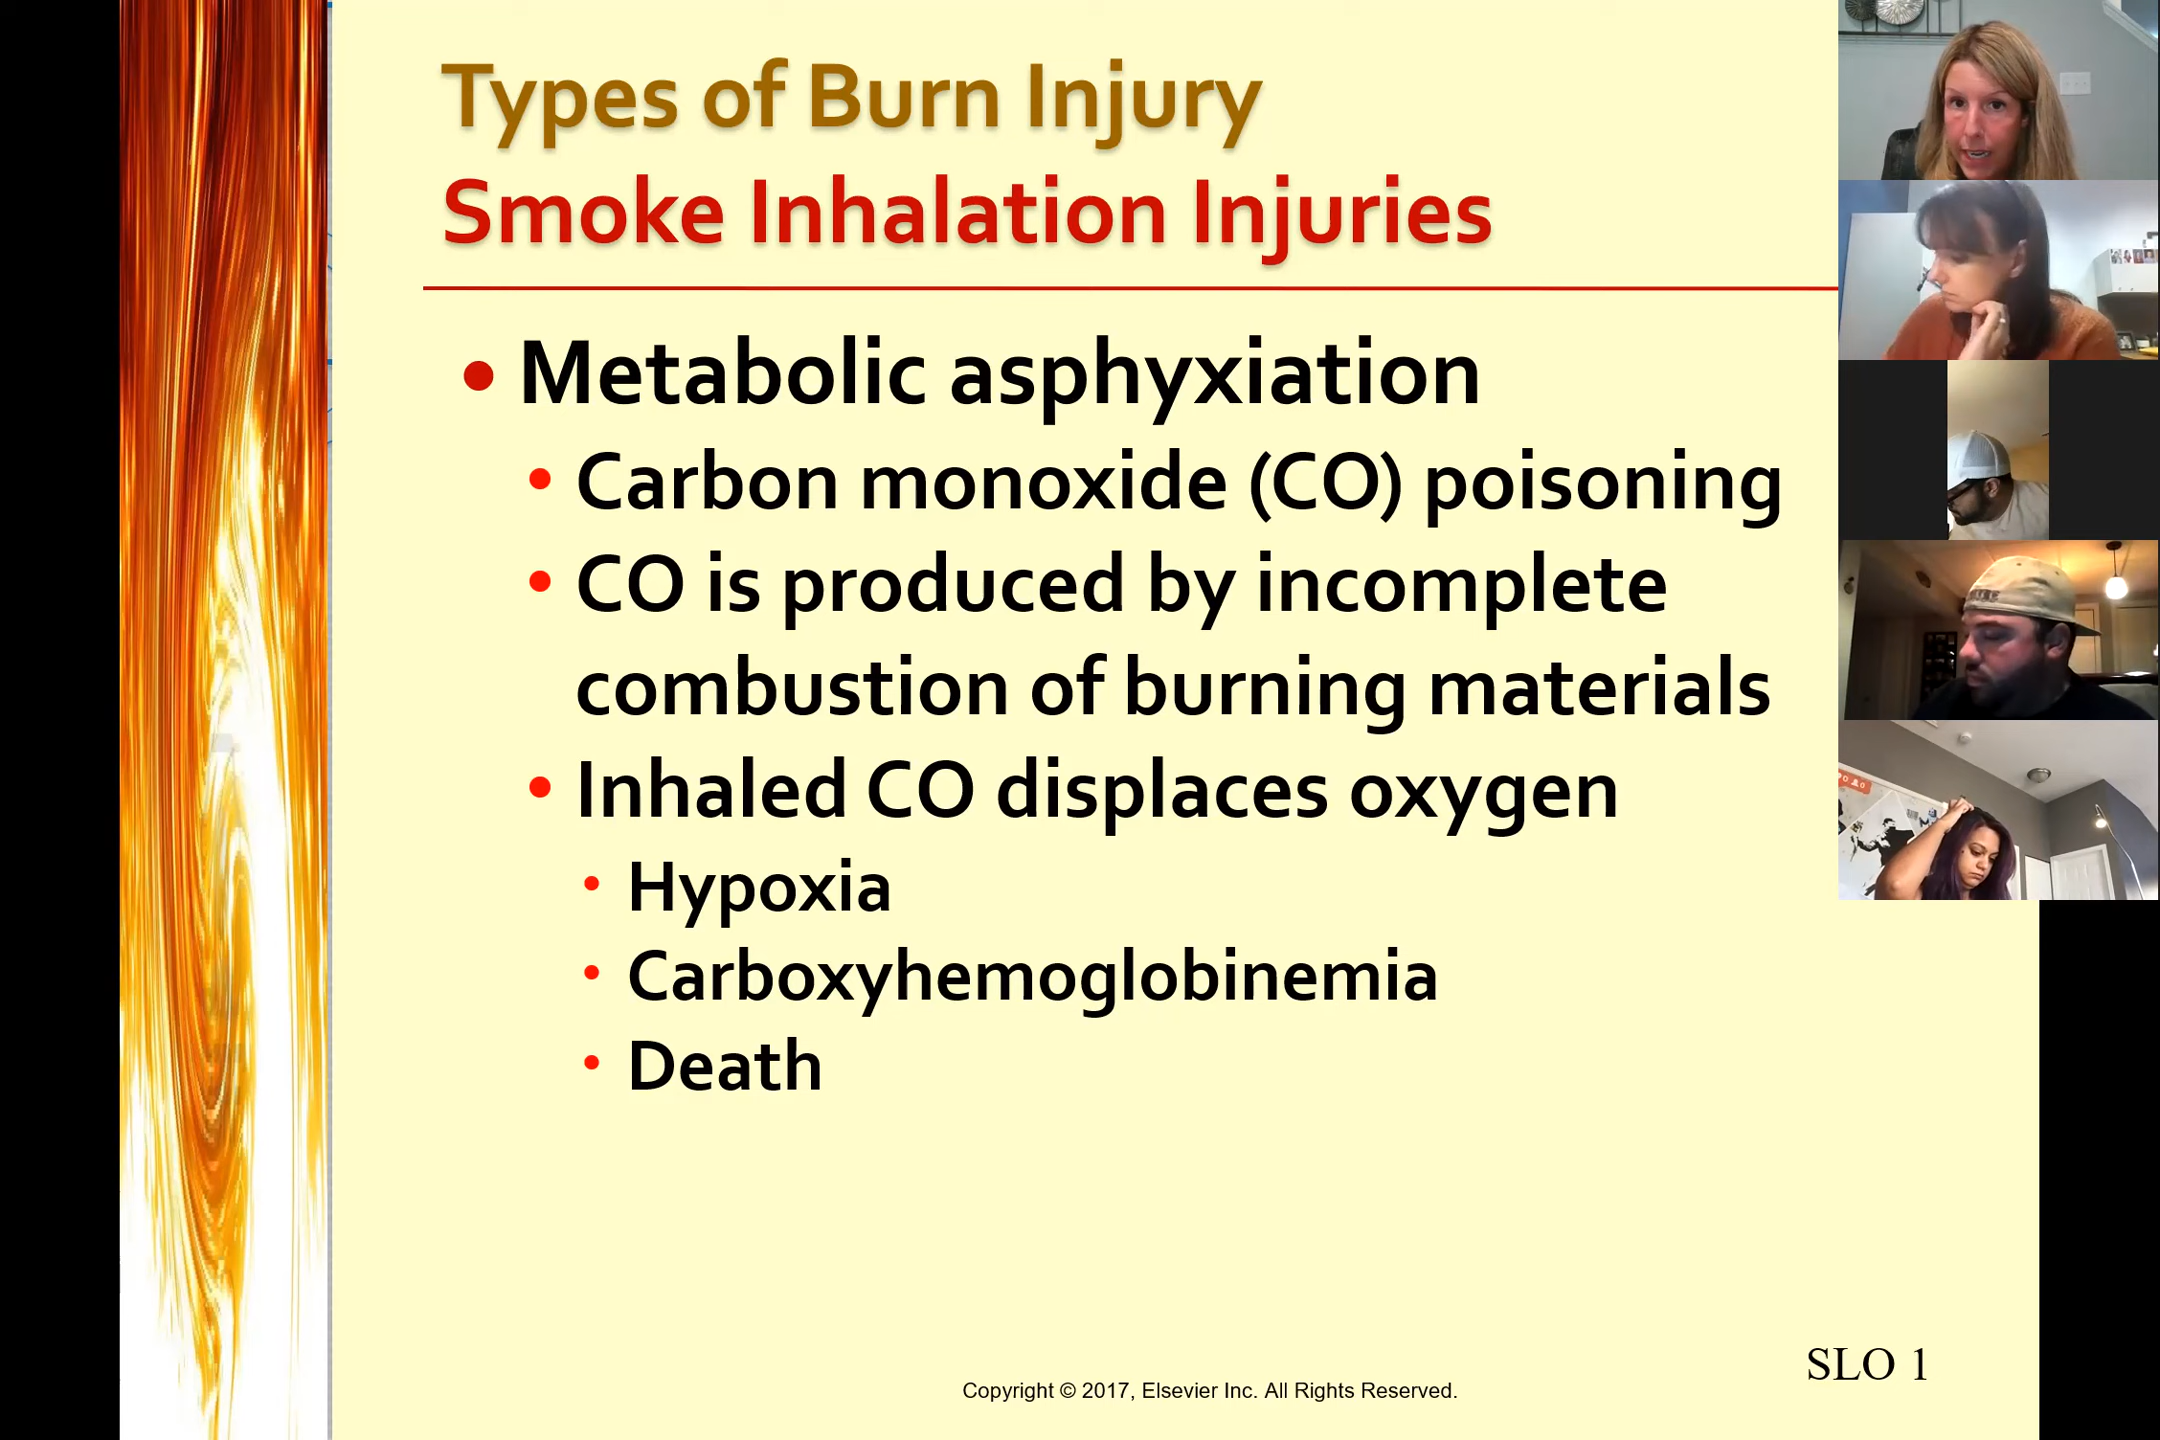 Types of Burn Injury
Smoke Inhalation Injuries
• Metabolic asphyxiation
• Carbon monoxide (CO) poisoning
• CO is produced by incomplete
combustion of burning materials
• Inhaled CO displaces oxygen
• Hypoxia
• Carboxyhemoglobinemia
• Death
SLO 1
Copyright © 2017, Elsevier Inc. All Rights Reserved.